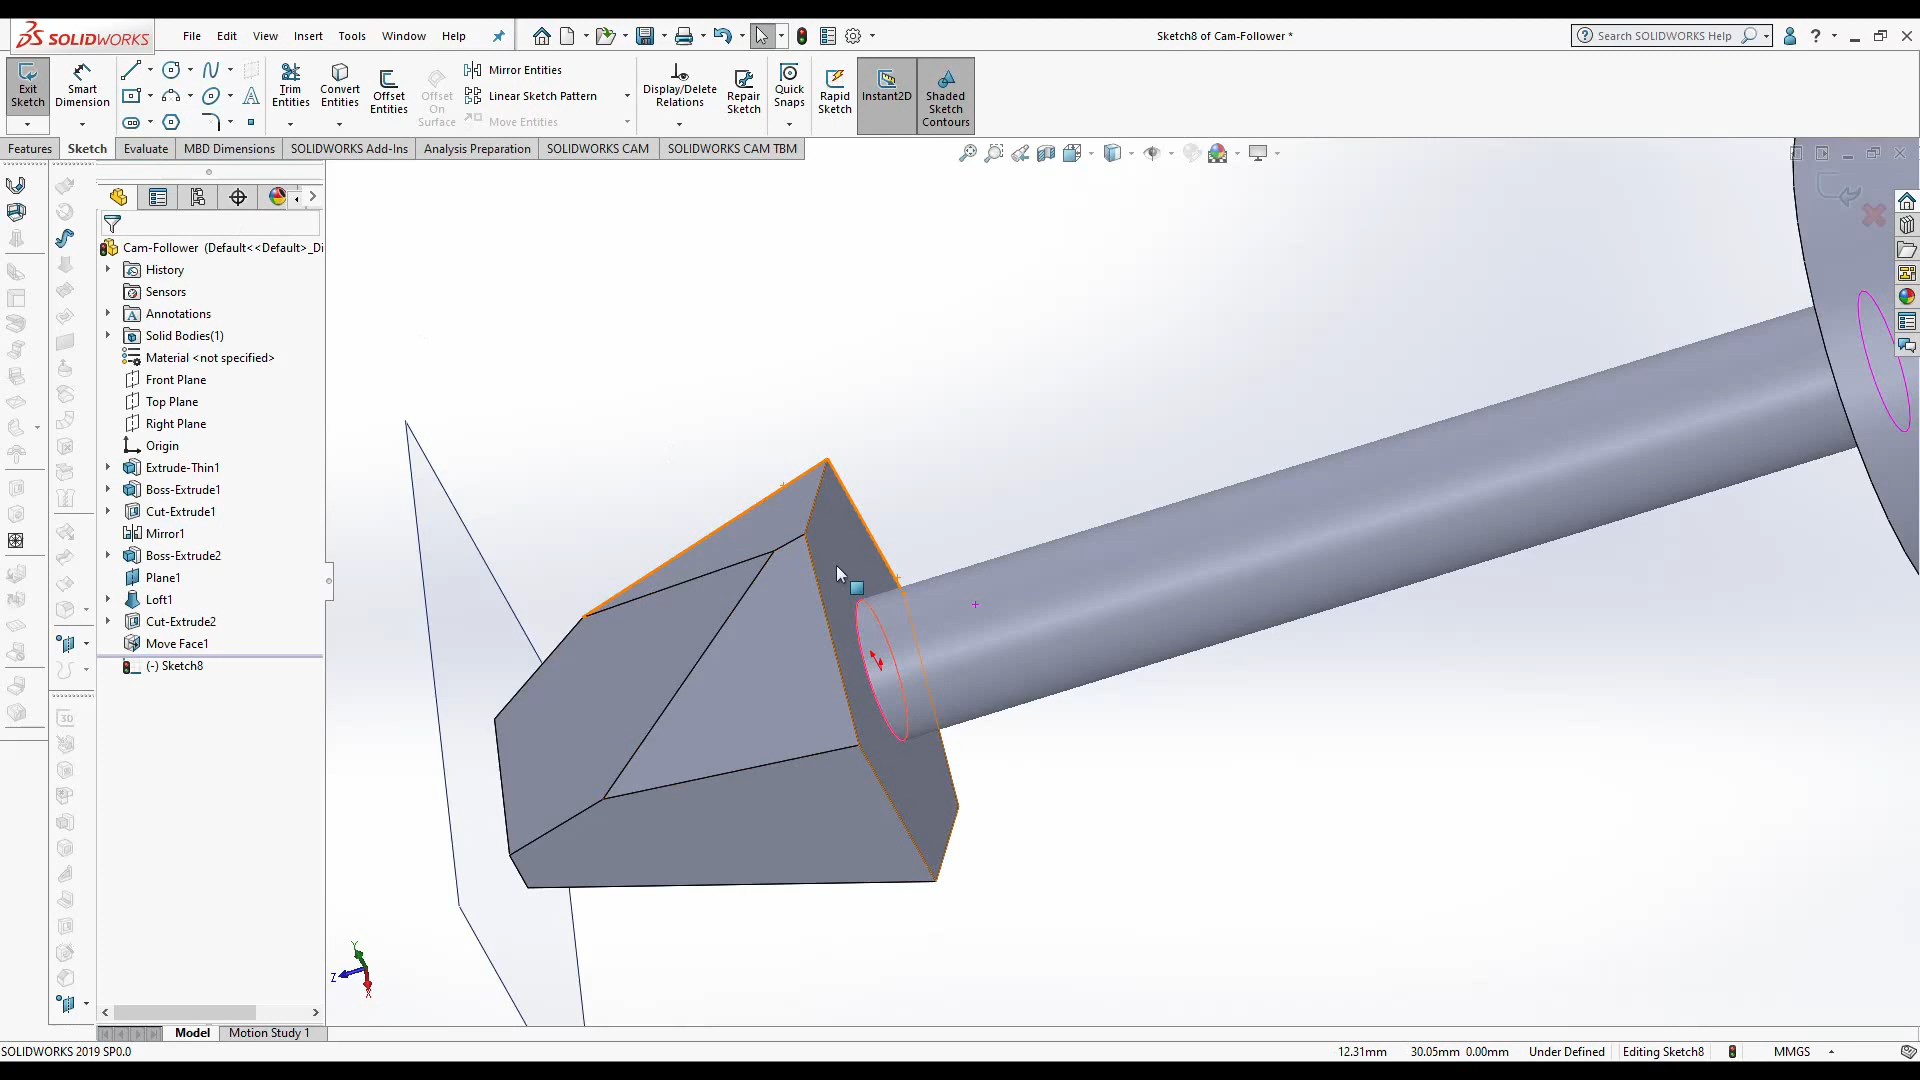 SOLIDWORKS
File Edit View Insert Tools Window Help
Sketch8 of Cam-Follower *
Search SOLIDWORKS Help
Exit Sketch
Smart Dimension
Trim Entities
Convert Entities
Offset Entities
Offset On Surface
Mirror Entities
Linear Sketch Pattern
Move Entities
Display/Delete Relations
Repair Sketch
Quick Snaps
Rapid Sketch
Instant2D
Shaded Sketch Contours
Features Sketch Evaluate MBD Dimensions SOLIDWORKS Add-Ins Analysis Preparation SOLIDWORKS CAM SOLIDWORKS CAM TBM
Cam-Follower (Default<<Default>_Di
History
Sensors
Annotations
Solid Bodies(1)
Material <not specified>
Front Plane
Top Plane
Right Plane
Origin
Extrude-Thin1
Boss-Extrude1
Cut-Extrude1
Mirror1
Boss-Extrude2
Plane1
Loft1
Cut-Extrude2
Move Face1
(-) Sketch8
3D
Y
Z
X
Model Motion Study 1
SOLIDWORKS 2019 SP0.0
12.31mm 30.05mm 0.00mm Under Defined Editing Sketch8 MMGS